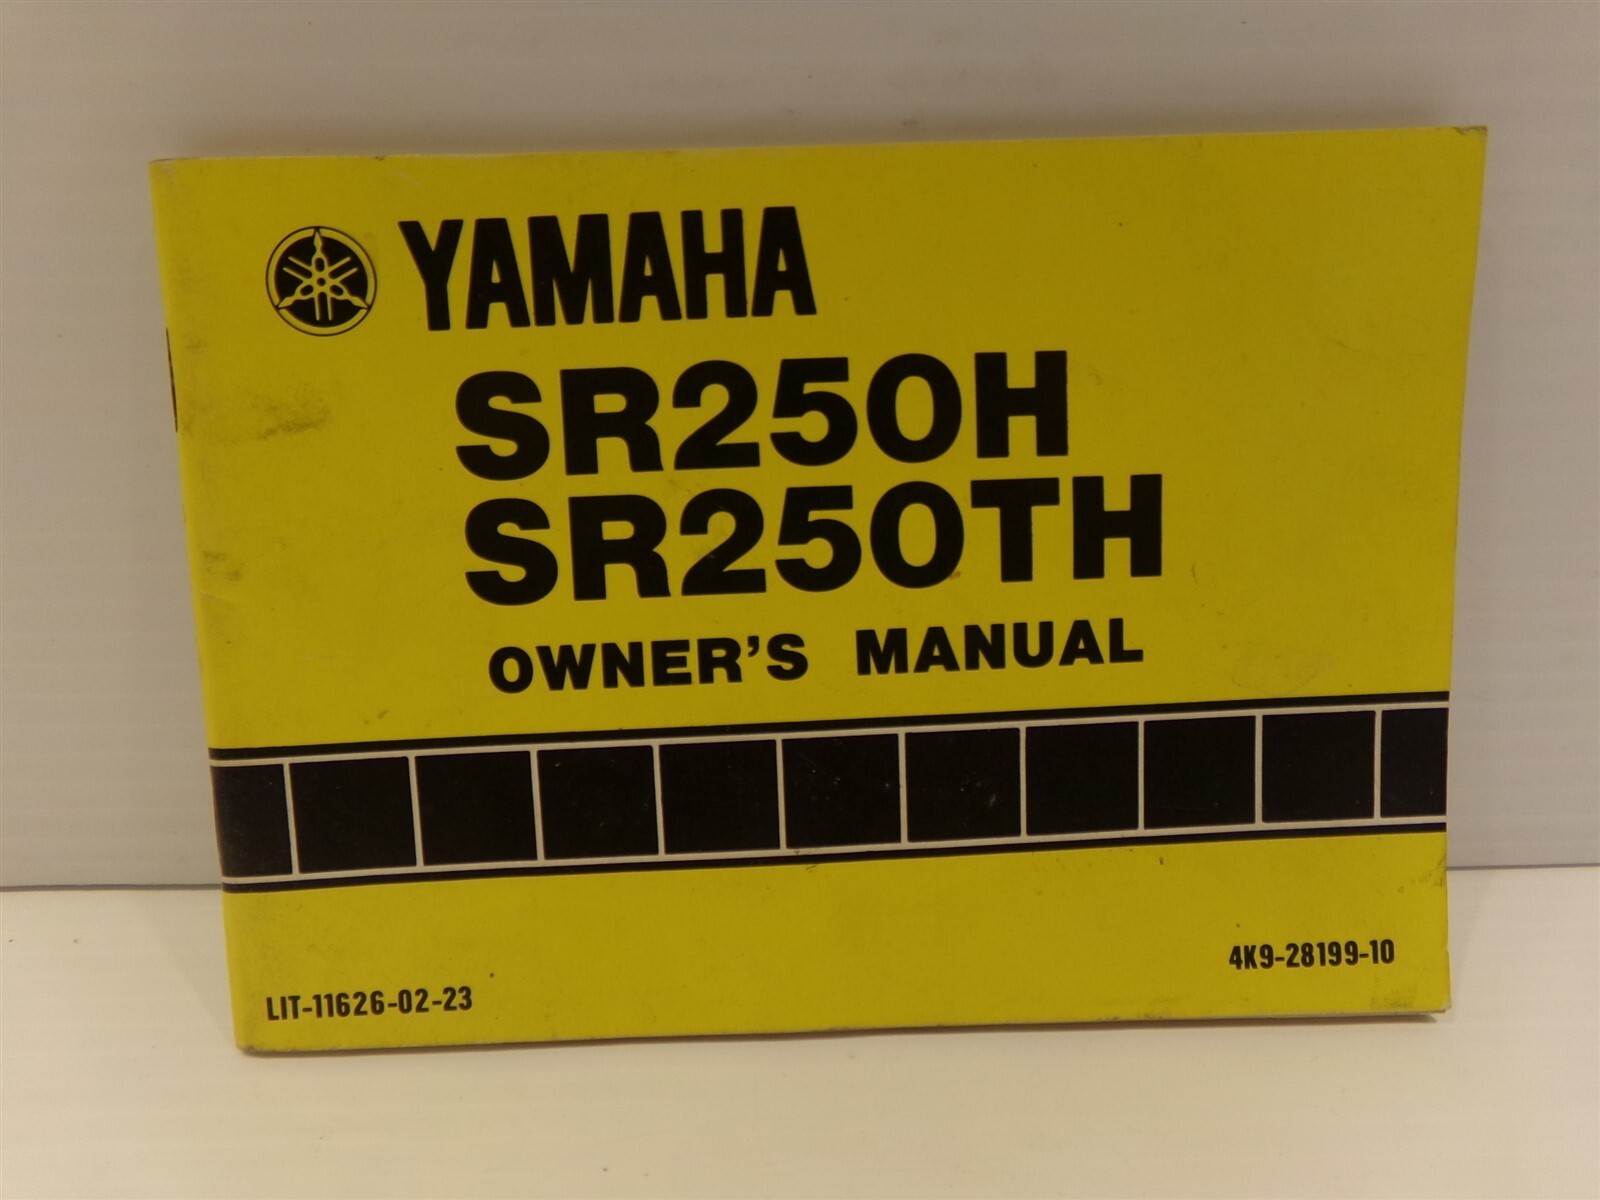 YAMAHA
SR250H
SR250TH
OWNER'S MANUAL
4K9-28199-10
LIT-11626-02-23